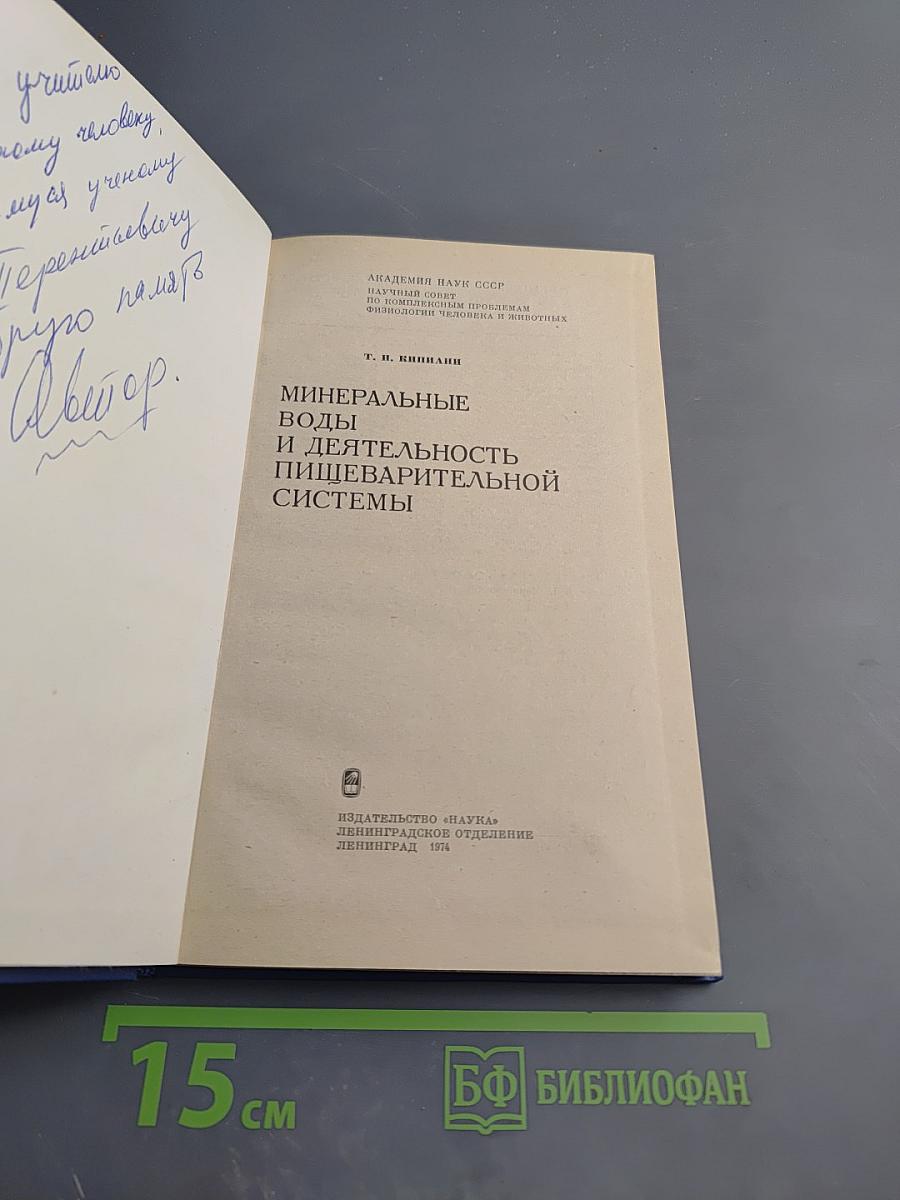 учителю
ному человеку,
муся ученому
Терентьевичу
память
Автор.
АКАДЕМИЯ НАУК СССР
НАУЧНЫЙ СОВЕТ
ПО КОМПЛЕКСНЫМ ПРОБЛЕМАМ
ФИЗИОЛОГИИ ЧЕЛОВЕКА И ЖИВОТНЫХ
Т. И. КИПИАНИ
МИНЕРАЛЬНЫЕ
ВОДЫ
И ДЕЯТЕЛЬНОСТЬ
ПИЩЕВАРИТЕЛЬНОЙ
СИСТЕМЫ
ИЗДАТЕЛЬСТВО «НАУКА»
ЛЕНИНГРАДСКОЕ ОТДЕЛЕНИЕ
ЛЕНИНГРАД 1974
15 СМ
БФ БИБЛИОФАН